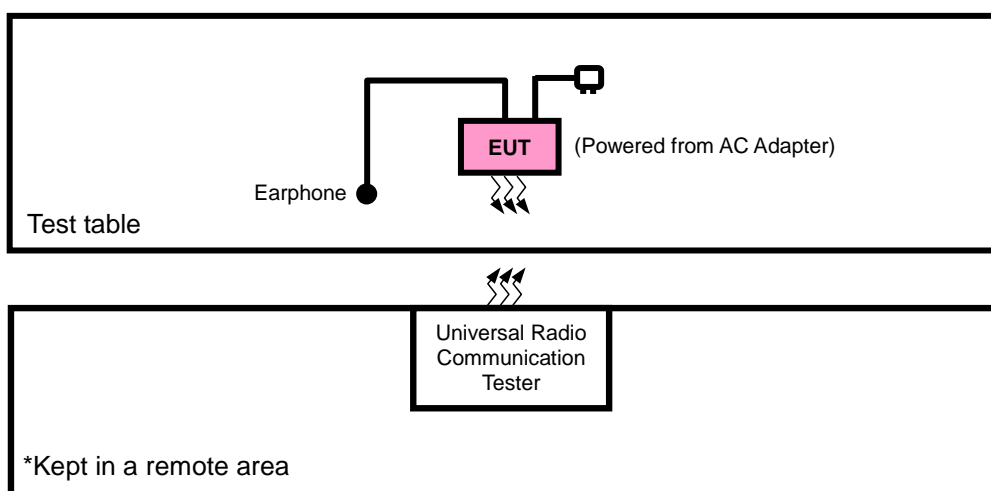 EUT
(Powered from AC Adapter)
Earphone
Test table
Universal Radio
Communication
Tester
*Kept in a remote area